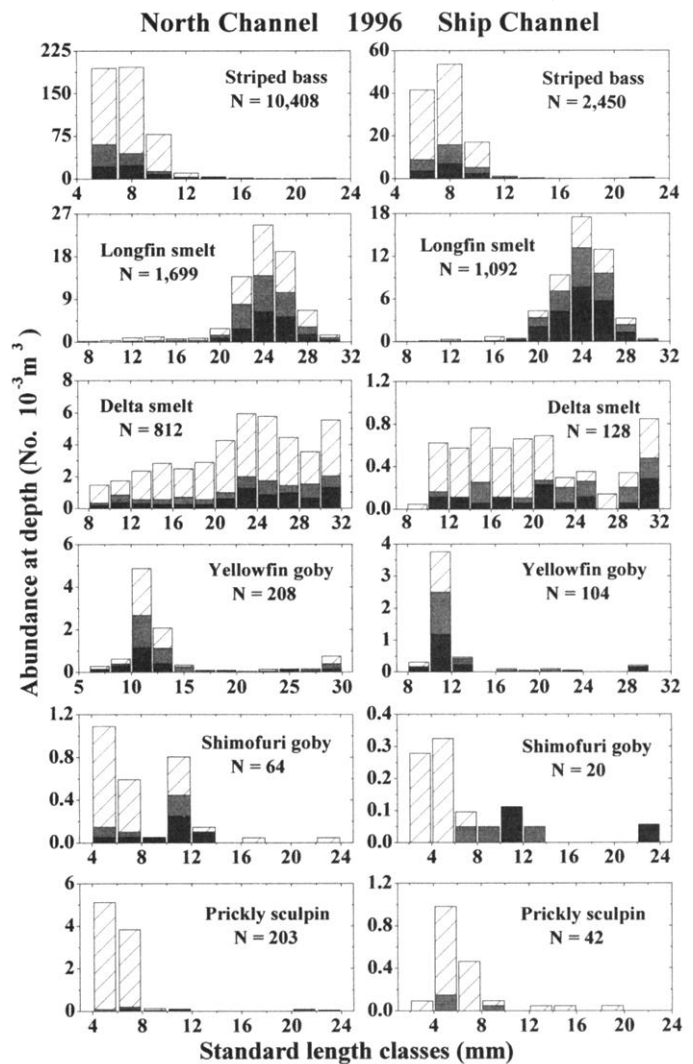 North Channel 1996 Ship Channel
Abundance at depth (No. 10⁻³m³)
Striped bass
N = 10,408
225
150
75
0
4 8 12 16 20 24
Striped bass
N = 2,450
60
40
20
0
4 8 12 16 20 24
Longfin smelt
N = 1,699
27
18
9
0
8 12 16 20 24 28 32
Longfin smelt
N = 1,092
18
12
6
0
8 12 16 20 24 28 32
Delta smelt
N = 812
8
6
4
2
0
8 12 16 20 24 28 32
Delta smelt
N = 128
1.2
0.8
0.4
0.0
8 12 16 20 24 28 32
Yellowfin goby
N = 208
6
4
2
0
5 10 15 20 25 30
Yellowfin goby
N = 104
4
3
2
1
0
8 12 16 20 24 28 32
Shimofuri goby
N = 64
1.2
0.8
0.4
0.0
4 8 12 16 20 24
Shimofuri goby
N = 20
0.4
0.3
0.2
0.1
0.0
4 8 12 16 20 24
Prickly sculpin
N = 203
6
4
2
0
4 8 12 16 20 24
Prickly sculpin
N = 42
1.2
0.8
0.4
0.0
4 8 12 16 20 24
Standard length classes (mm)